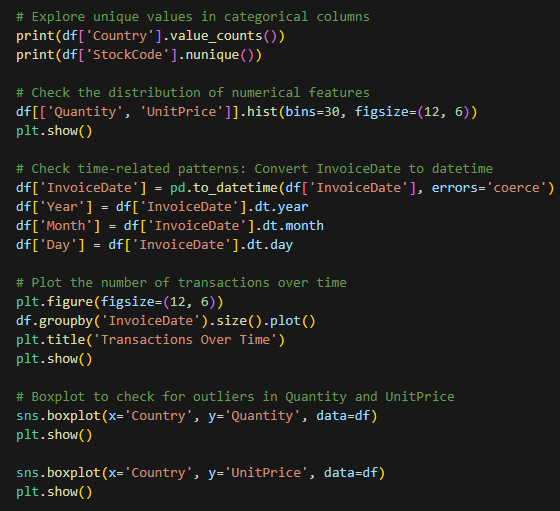 # Explore unique values in categorical columns
print(df['Country'].value_counts())
print(df['StockCode'].nunique())
# Check the distribution of numerical features
df[['Quantity', 'UnitPrice']].hist(bins=30, figsize=(12, 6))
plt.show()
# Check time-related patterns: Convert InvoiceDate to datetime
df['InvoiceDate'] = pd.to_datetime(df['InvoiceDate'], errors='coerce')
df['Year'] = df['InvoiceDate'].dt.year
df['Month'] = df['InvoiceDate'].dt.month
df['Day'] = df['InvoiceDate'].dt.day
# Plot the number of transactions over time
plt.figure(figsize=(12, 6))
df.groupby('InvoiceDate').size().plot()
plt.title('Transactions Over Time')
plt.show()
# Boxplot to check for outliers in Quantity and UnitPrice
sns.boxplot(x='Country', y='Quantity', data=df)
plt.show()
sns.boxplot(x='Country', y='UnitPrice', data=df)
plt.show()